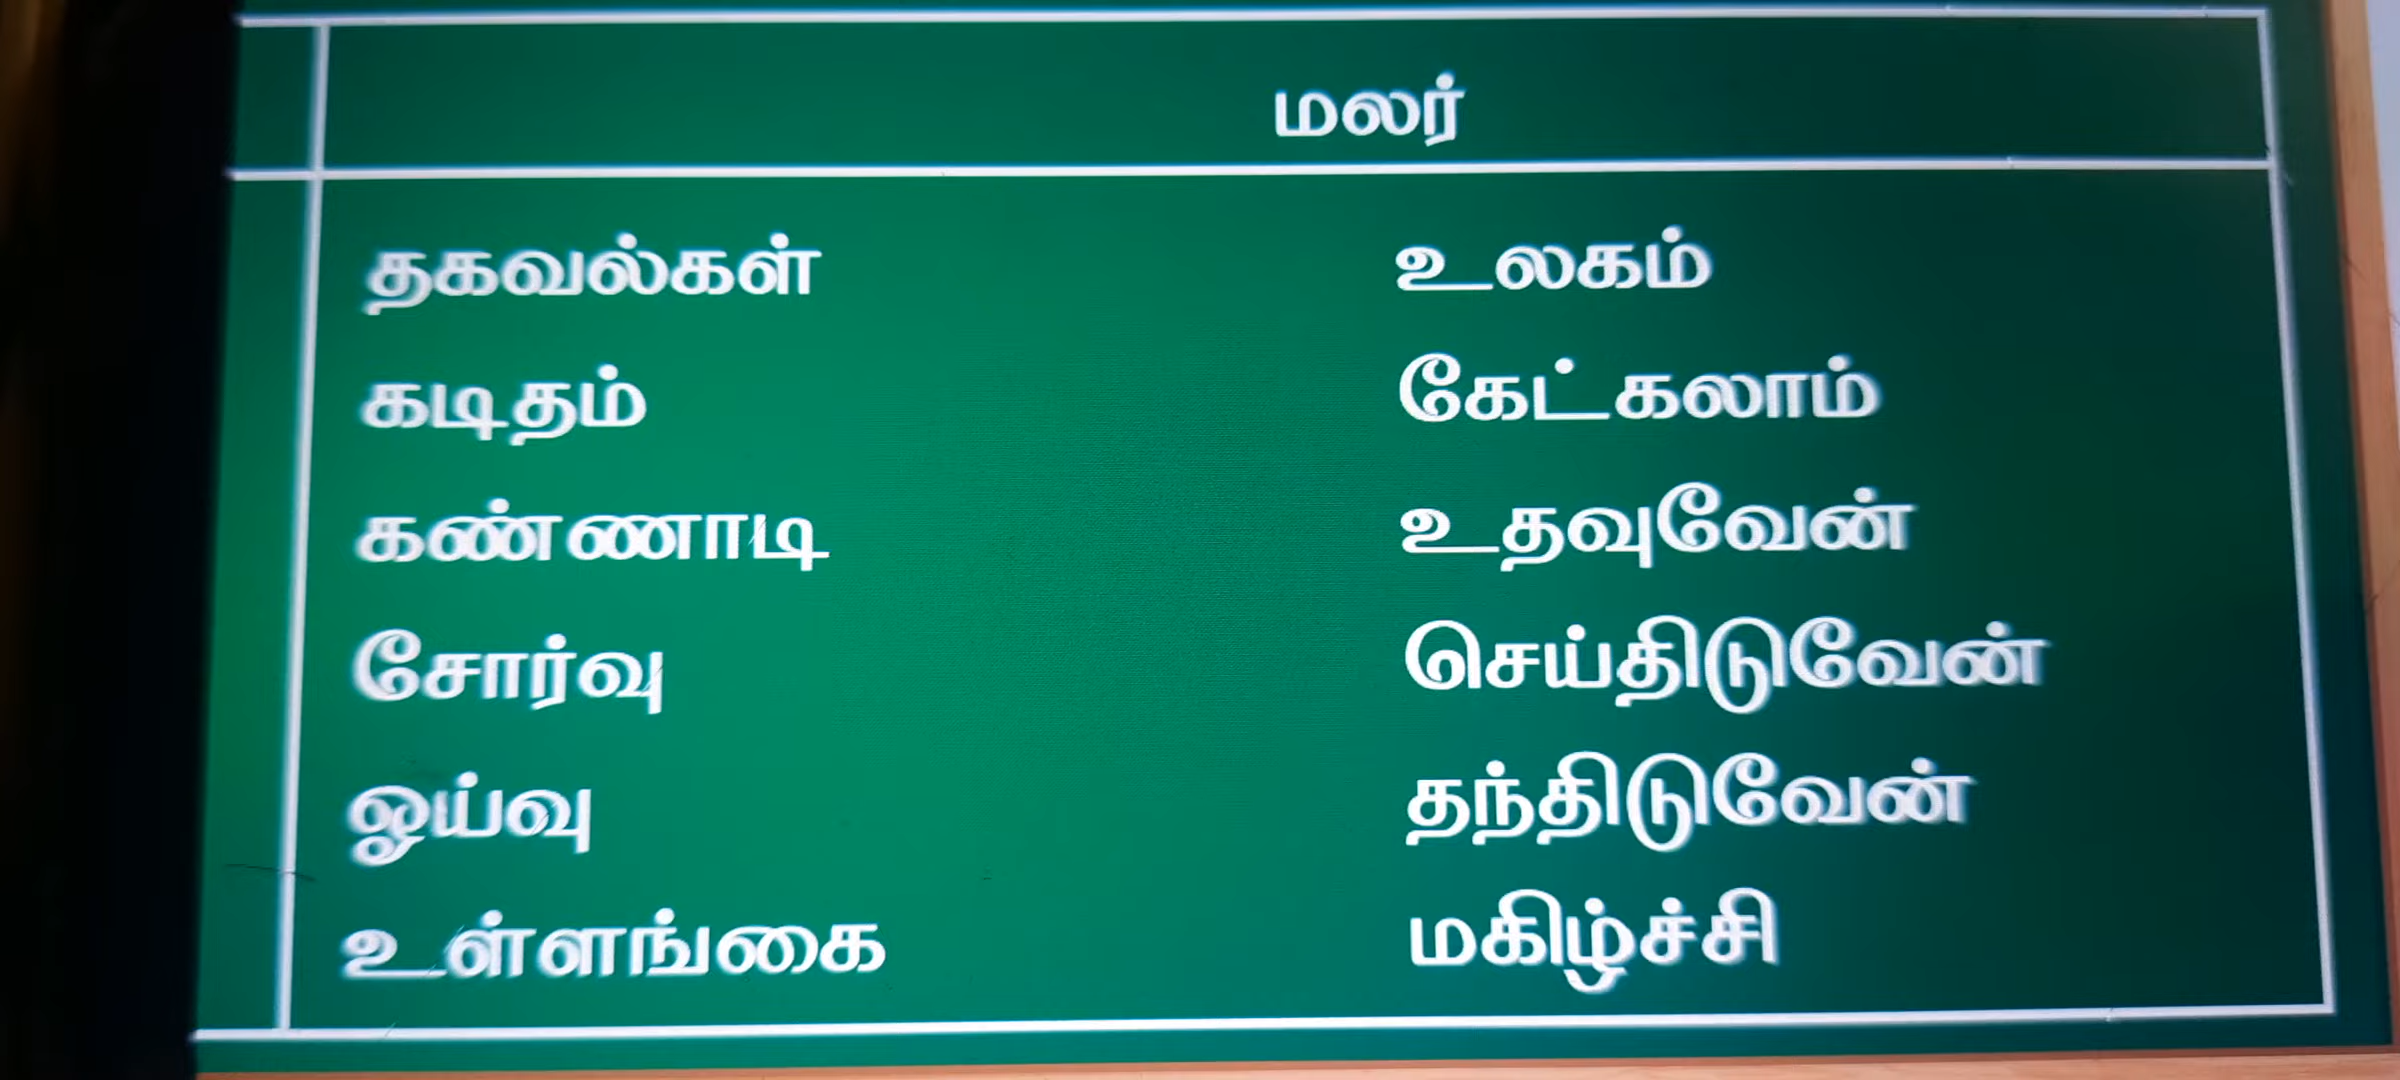 மலர்
தகவல்கள் உலகம்
கடிதம் கேட்கலாம்
கண்ணாடி உதவுவேன்
சோர்வு செய்திடுவேன்
ஓய்வு தந்திடுவேன்
உள்ளங்கை மகிழ்ச்சி